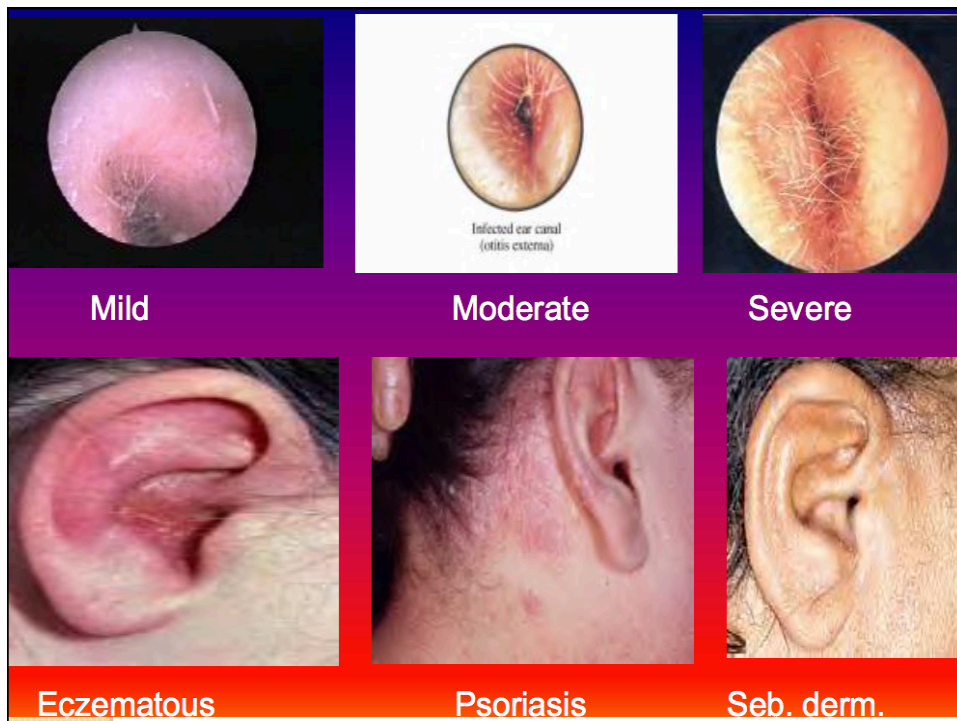 Infected ear canal
(otitis externa)
Mild
Moderate
Severe
Eczematous
Psoriasis
Seb. derm.